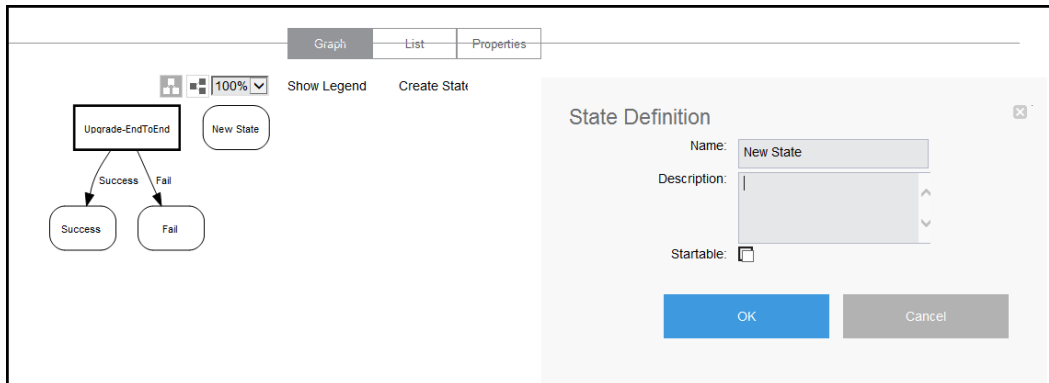 Graph List Properties
100% Show Legend Create State
State Definition
Upgrade-EndToEnd New State
Name: New State
Description:
Success Fail
Success Fail
Startable:
OK Cancel